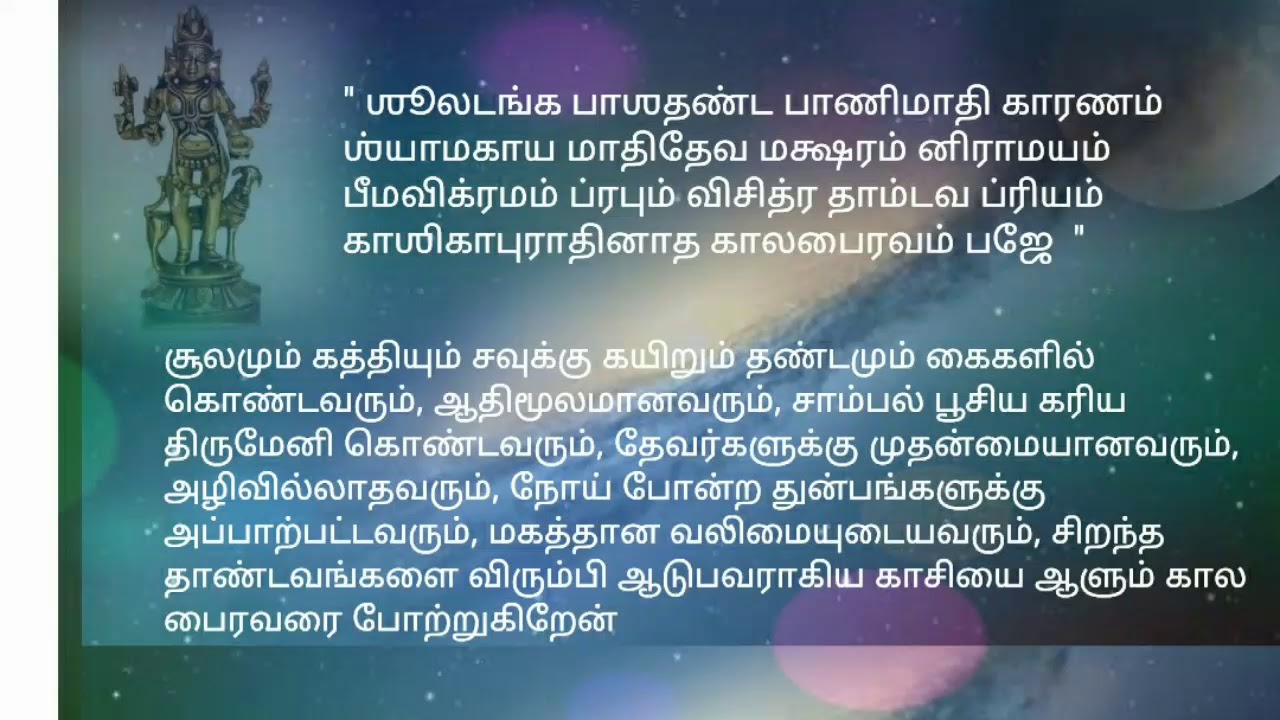 " ஶூலடங்க பாஶதண்ட பாணிமாதி காரணம்
ஶ்யாமகாய மாதிதேவ மக்ஷரம் னிராமயம்
பீமவிக்ரமம் ப்ரபும் விசித்ர தாம்டவ ப்ரியம்
காஶிகாபுராதினாத காலபைரவம் பஜே "
சூலமும் கத்தியும் சவுக்கு கயிறும் தண்டமும் கைகளில்
கொண்டவரும், ஆதிமூலமானவரும், சாம்பல் பூசிய கரிய
திருமேனி கொண்டவரும், தேவர்களுக்கு முதன்மையானவரும்,
அழிவில்லாதவரும், நோய் போன்ற துன்பங்களுக்கு
அப்பாற்பட்டவரும், மகத்தான வலிமையுடையவரும், சிறந்த
தாண்டவங்களை விரும்பி ஆடுபவராகிய காசியை ஆளும் கால
பைரவரை போற்றுகிறேன்